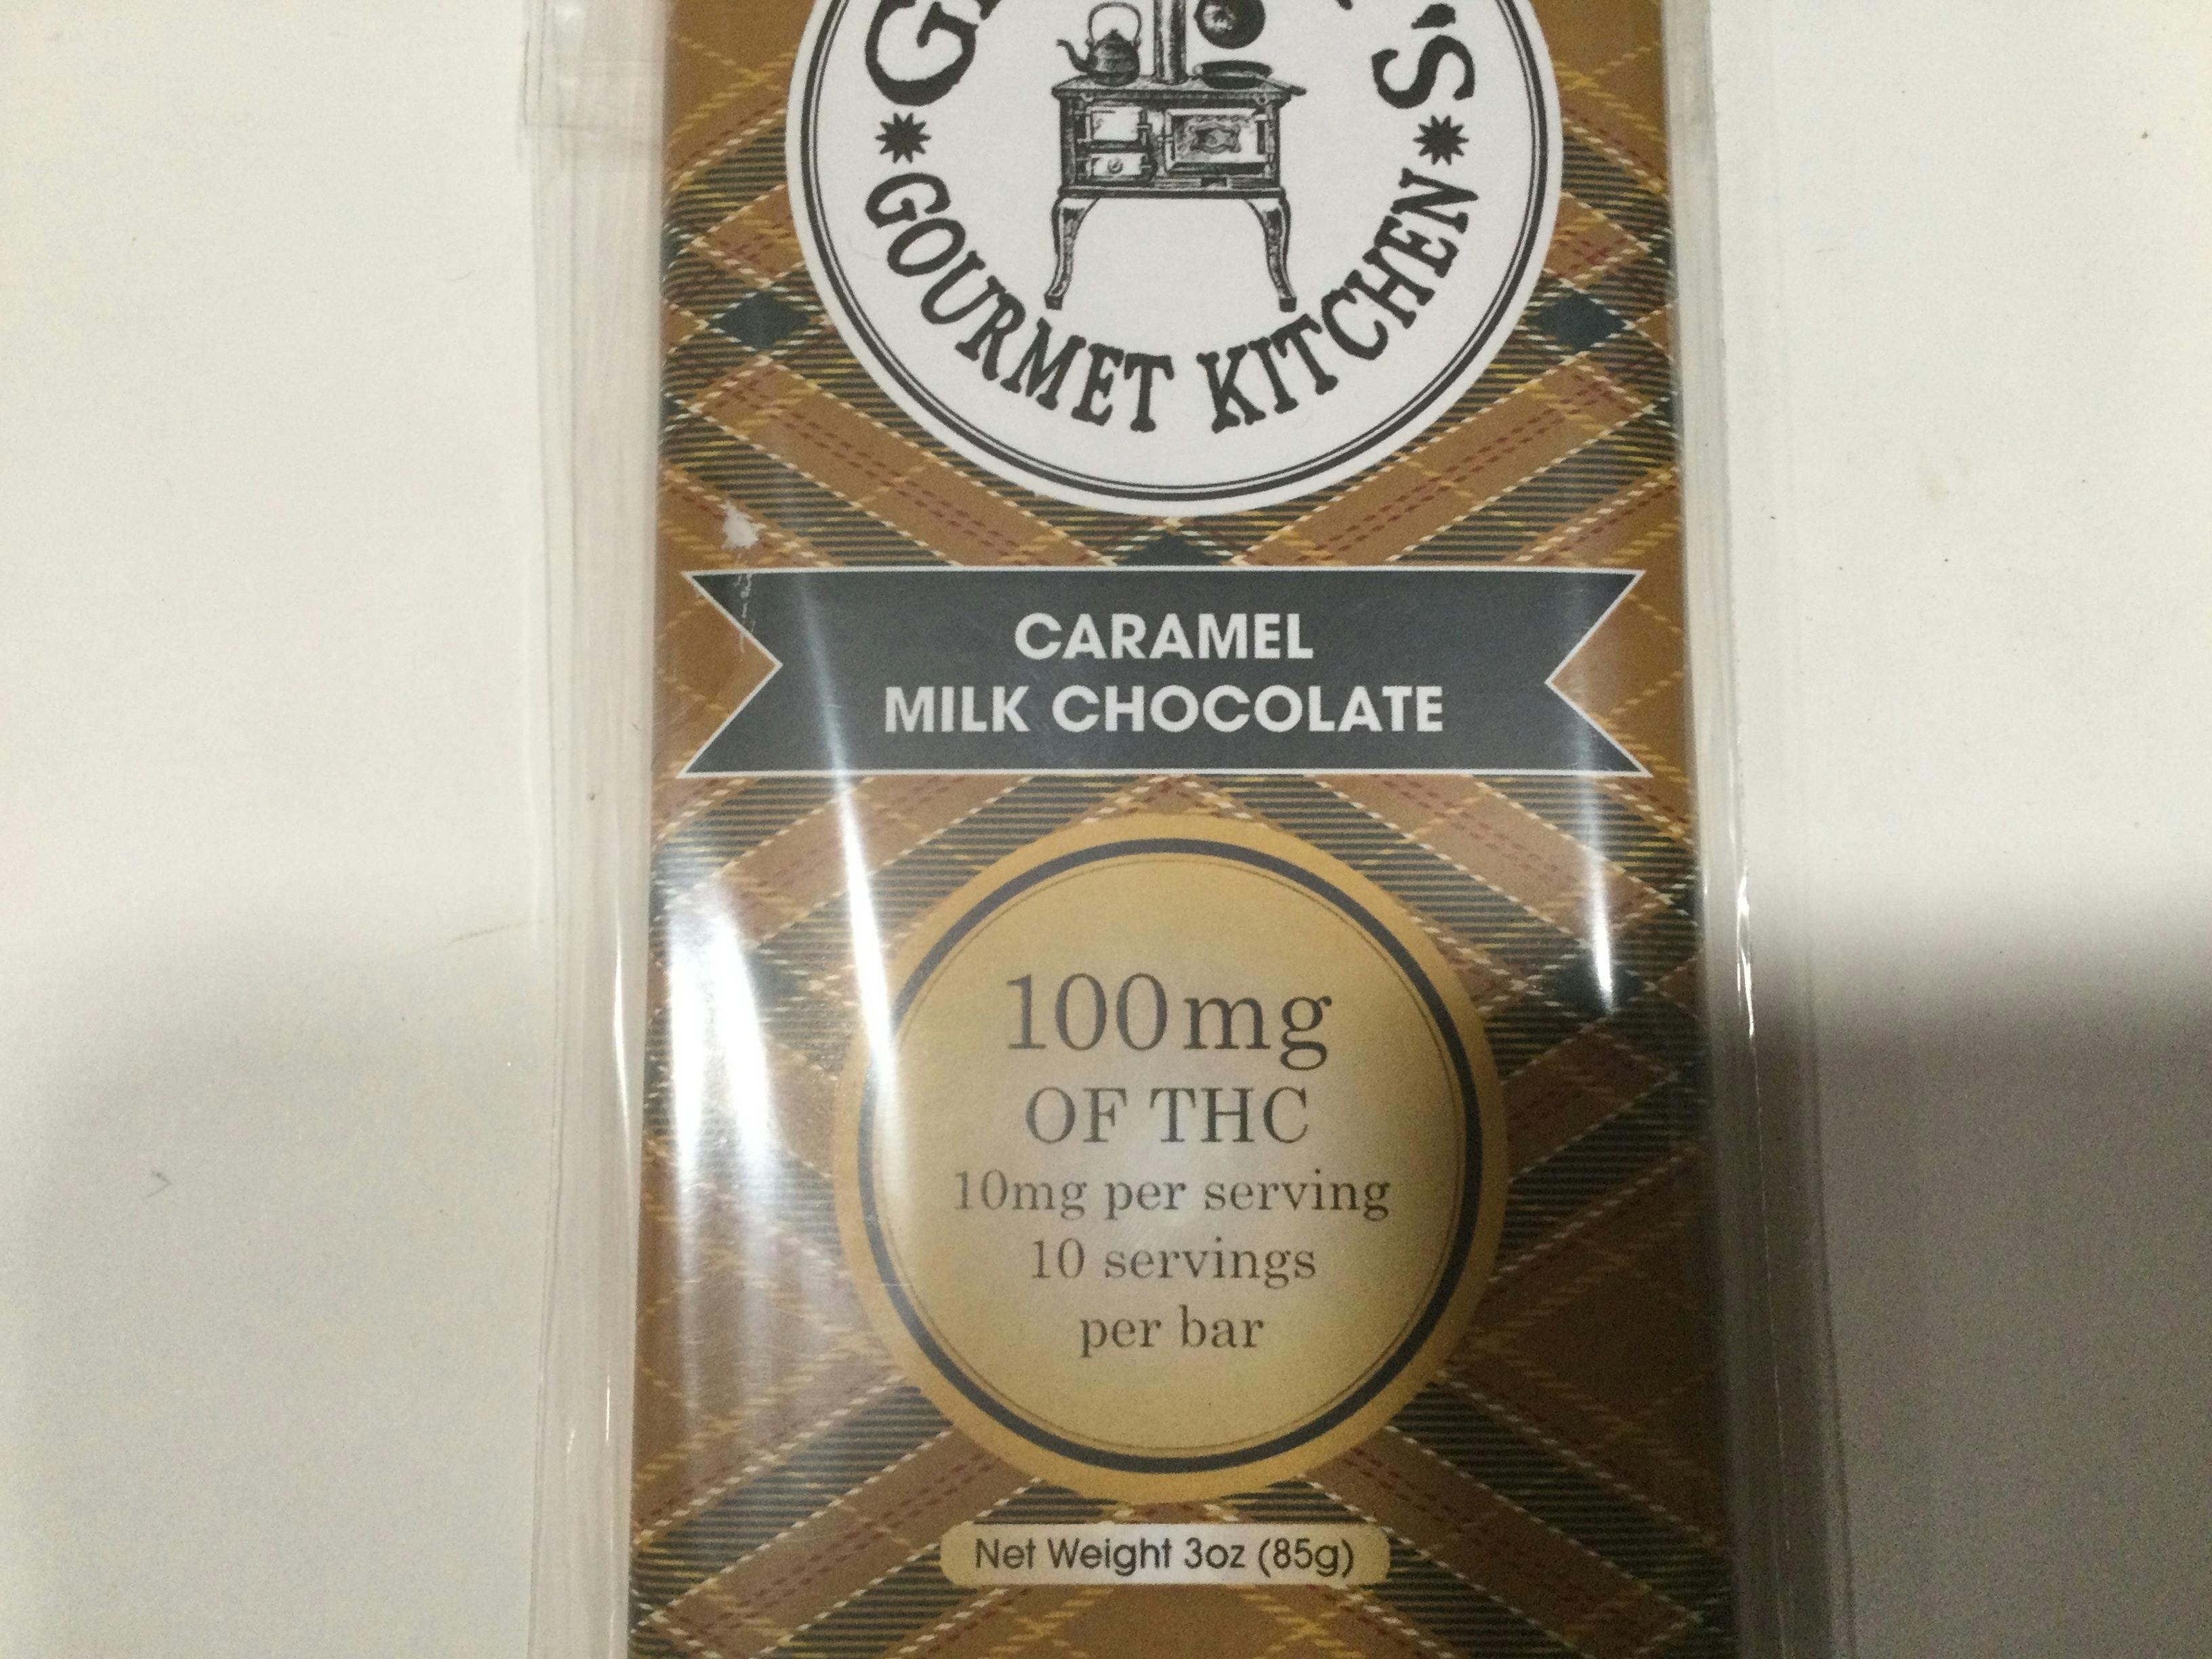 GOURMET KITCHEN
CARAMEL
MILK CHOCOLATE
100mg
OF THC
10mg per serving
10 servings
per bar
Net Weight 3oz (85g)